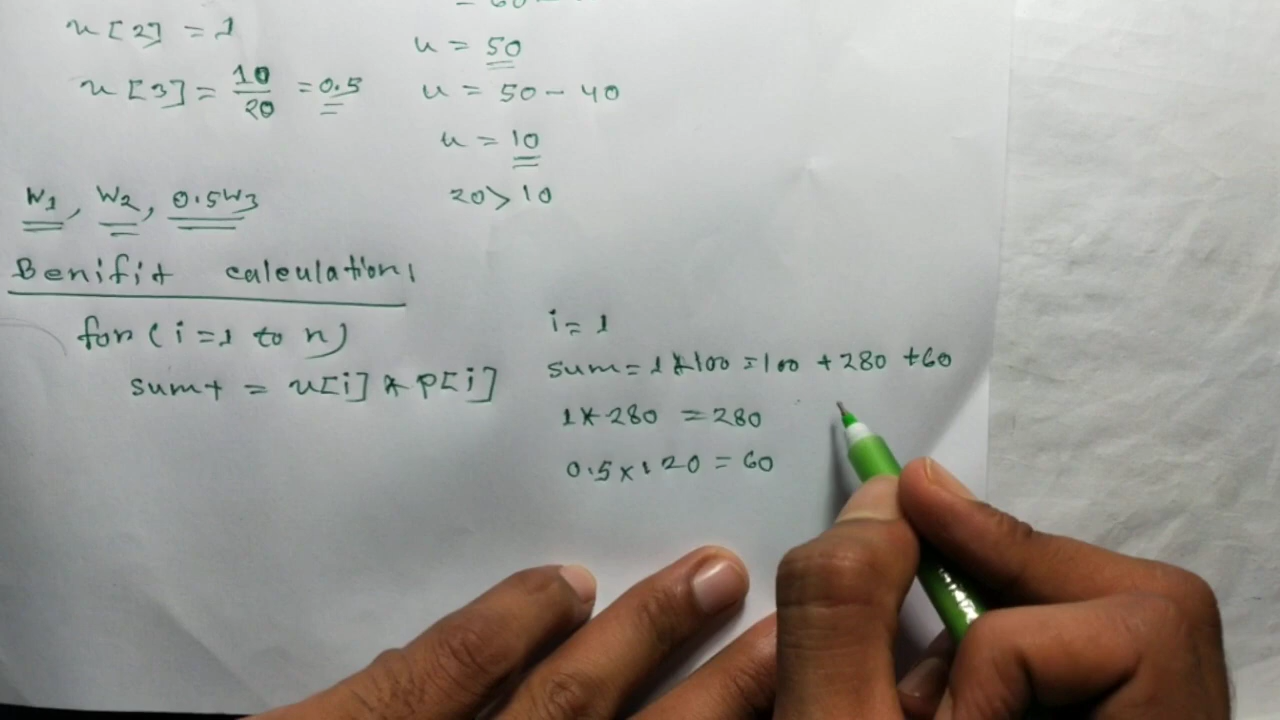 x[2] = 1
x[3] = 10/20 = 0.5
u = 50
u = 50 - 40
u = 10
20 > 10
W1, W2, 0.5W3
Benifit calculation,
for (i = 1 to n)
sum+ = x[i] * p[i]
i = 1
sum = 1 * 100 = 100 + 280 + 60
1 * 280 = 280
0.5 x 120 = 60